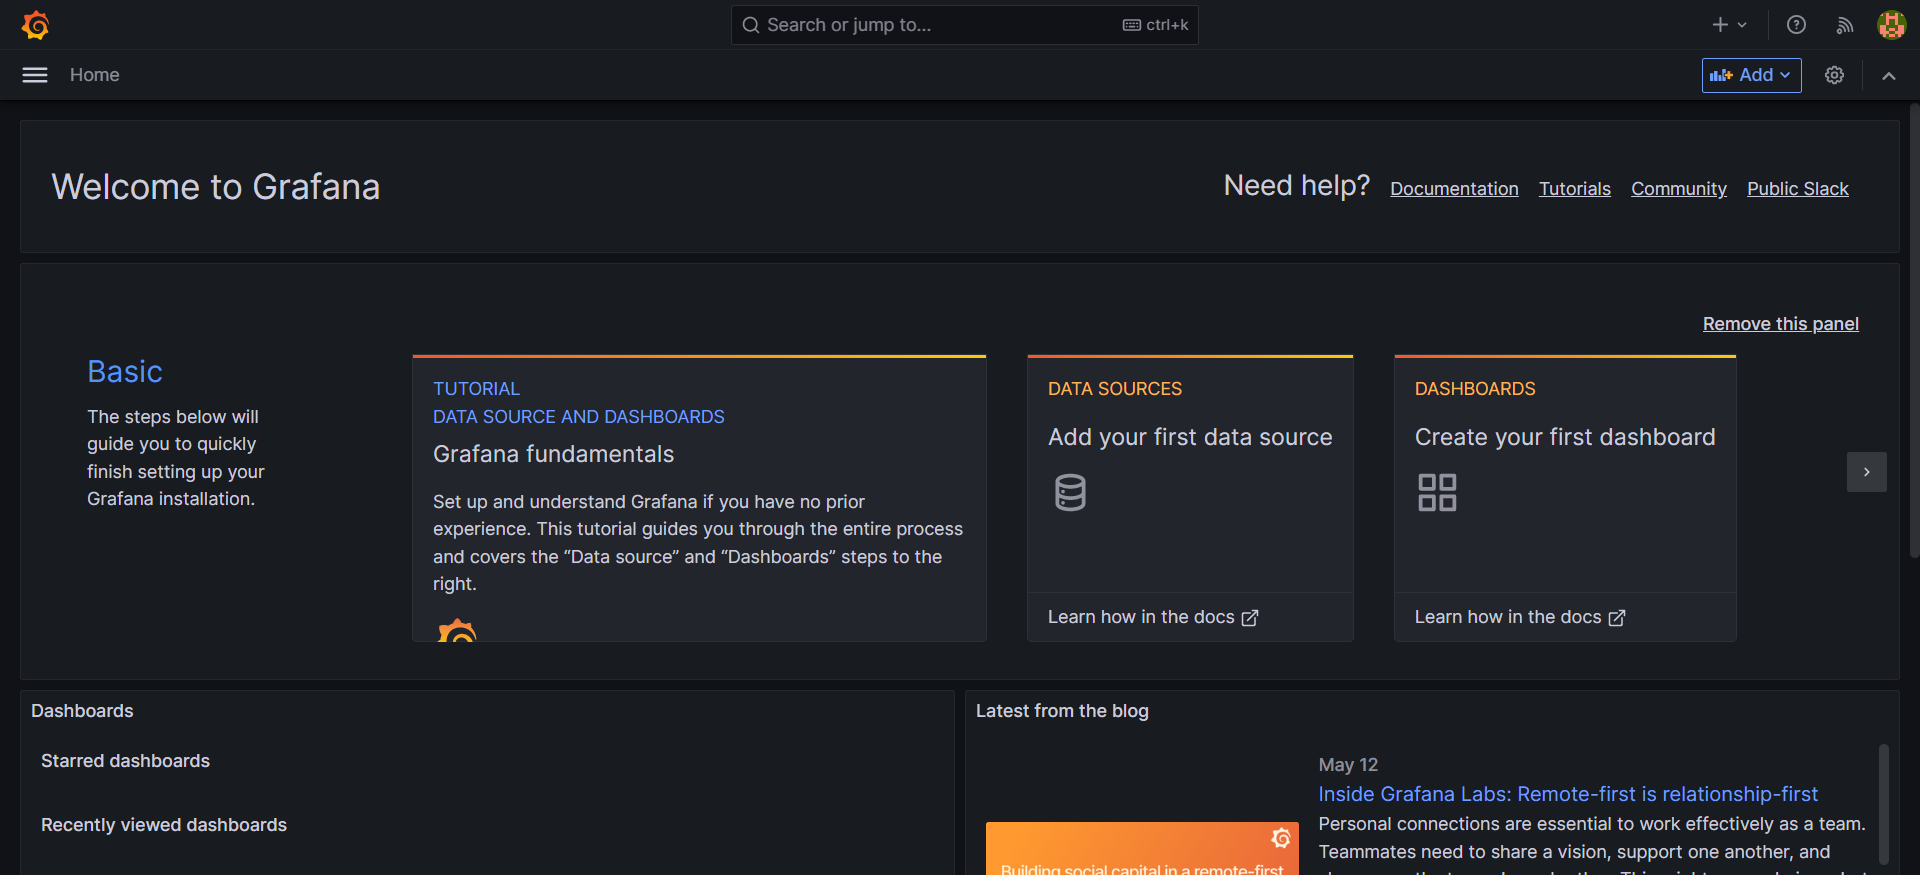 Search or jump to...
ctrl+k
Home
Add
Welcome to Grafana
Need help?
Documentation
Tutorials
Community
Public Slack
Remove this panel
Basic
The steps below will
guide you to quickly
finish setting up your
Grafana installation.
TUTORIAL
DATA SOURCE AND DASHBOARDS
Grafana fundamentals
Set up and understand Grafana if you have no prior
experience. This tutorial guides you through the entire process
and covers the “Data source” and “Dashboards” steps to the
right.
DATA SOURCES
Add your first data source
Learn how in the docs
DASHBOARDS
Create your first dashboard
Learn how in the docs
Dashboards
Starred dashboards
Recently viewed dashboards
Latest from the blog
Building social capital in a remote-first
May 12
Inside Grafana Labs: Remote-first is relationship-first
Personal connections are essential to work effectively as a team.
Teammates need to share a vision, support one another, and